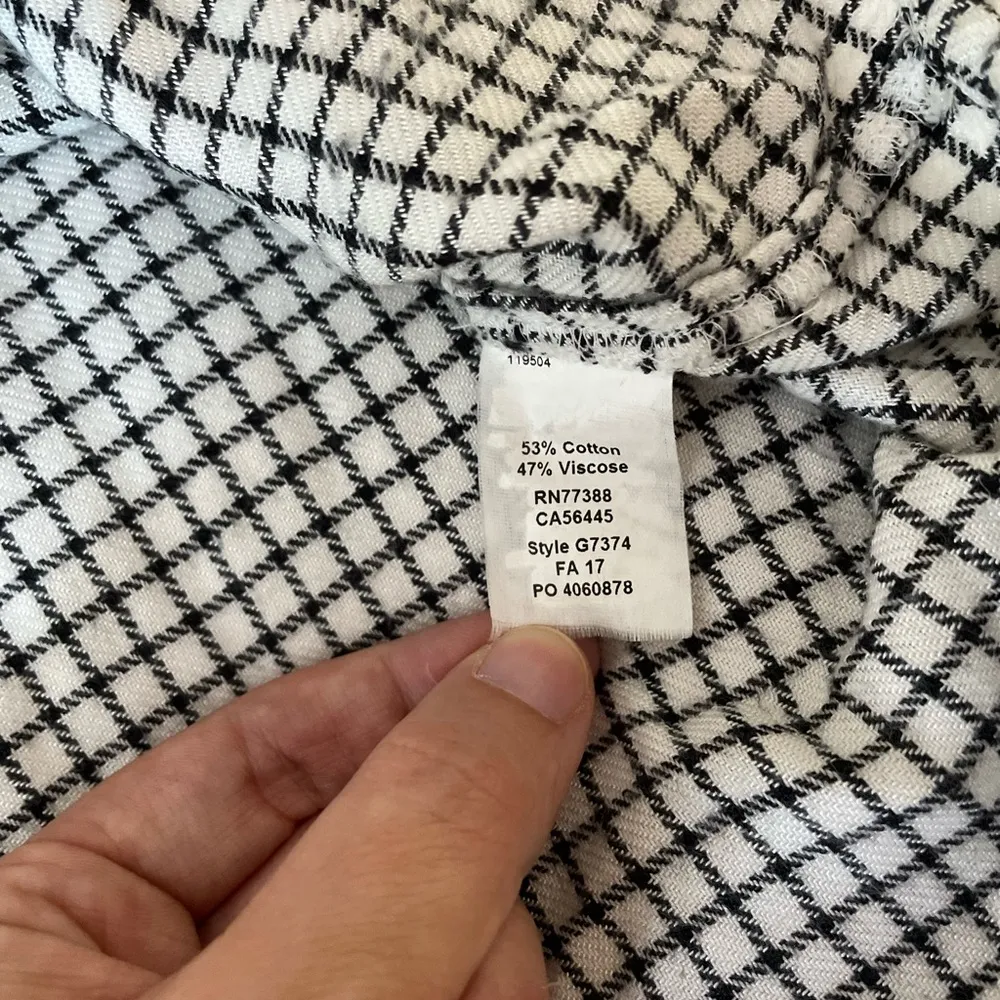 119504
53% Cotton
47% Viscose
RN77388
CA56445
Style G7374
FA 17
PO 4060878